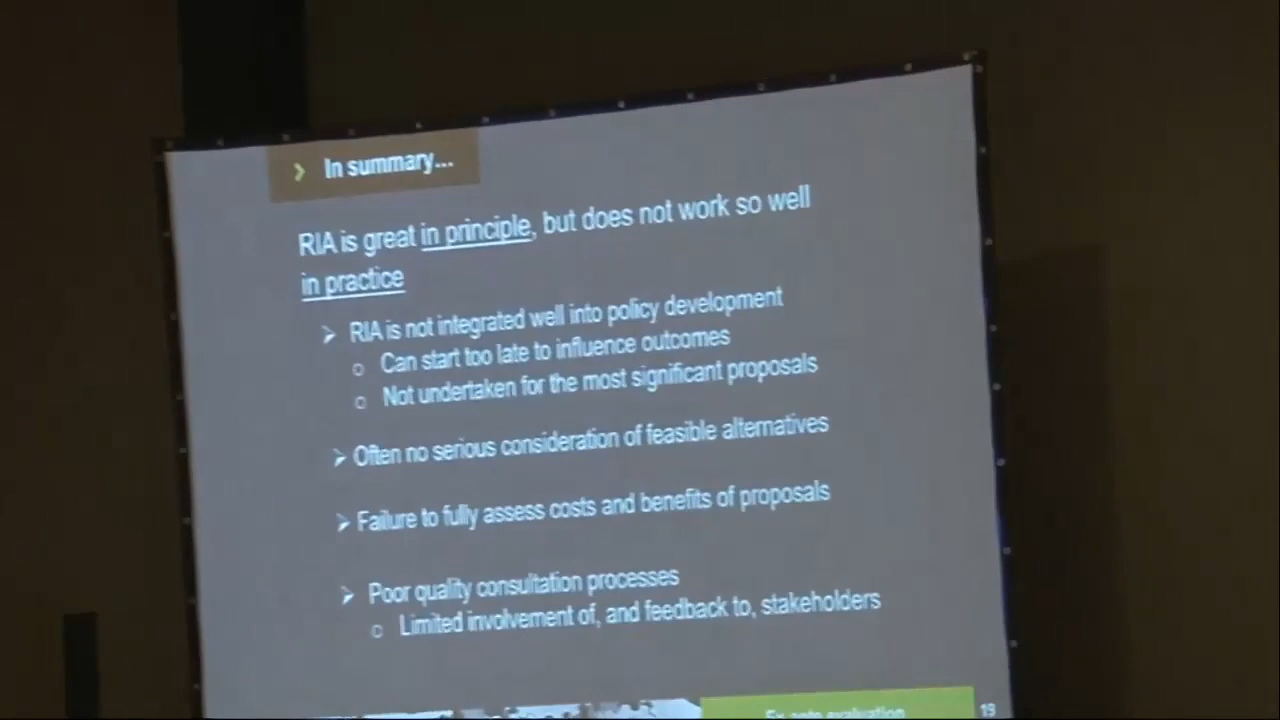 › In summary...
RIA is great in principle, but does not work so well
in practice
➢ RIA is not integrated well into policy development
o Can start too late to influence outcomes
o Not undertaken for the most significant proposals
➢ Often no serious consideration of feasible alternatives
➢ Failure to fully assess costs and benefits of proposals
➢ Poor quality consultation processes
o Limited involvement of, and feedback to, stakeholders
Ex ante evaluation
19